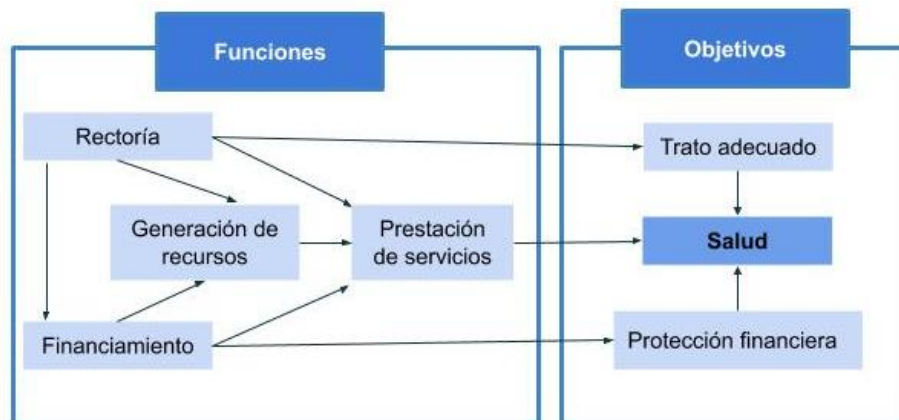 Funciones
Objetivos
Rectoría
Trato adecuado
Generación de
recursos
Prestación
de servicios
Salud
Financiamiento
Protección financiera